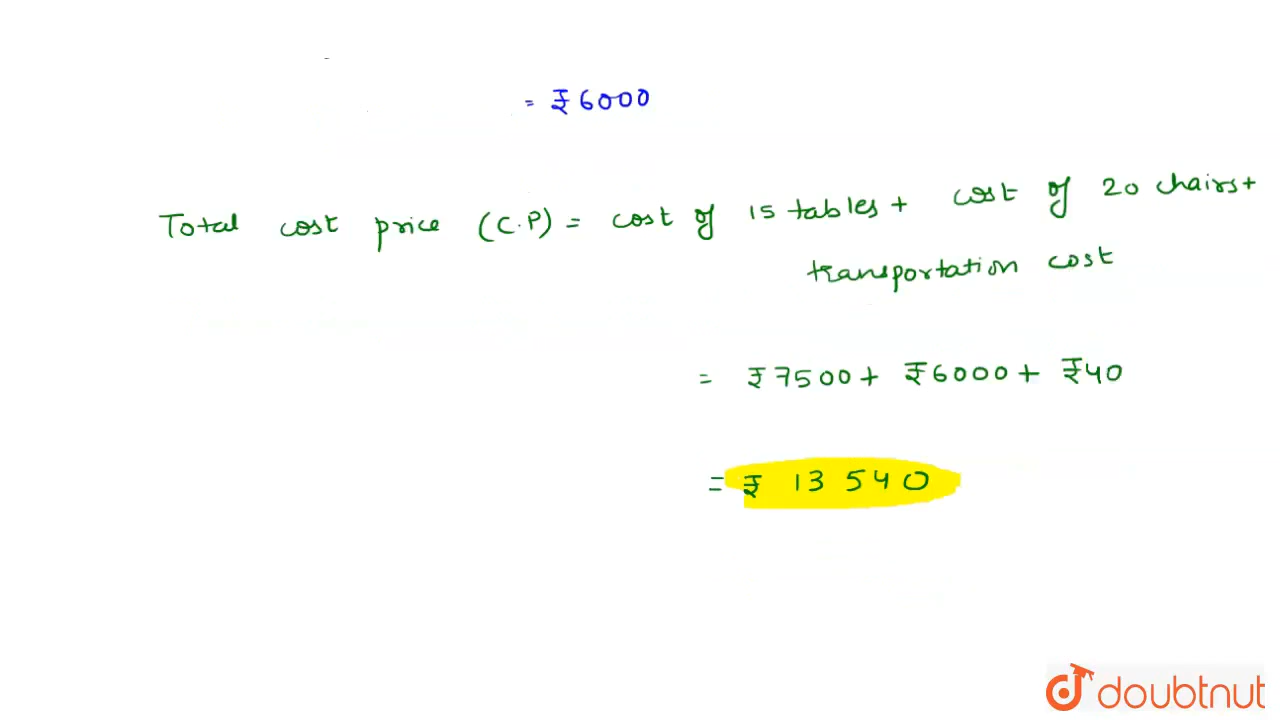 = ₹6000
Total cost price (C.P) = cost of 15 tables + cost of 20 chairs +
transportation cost
= ₹7500 + ₹6000 + ₹40
= ₹ 13 540
doubtnut